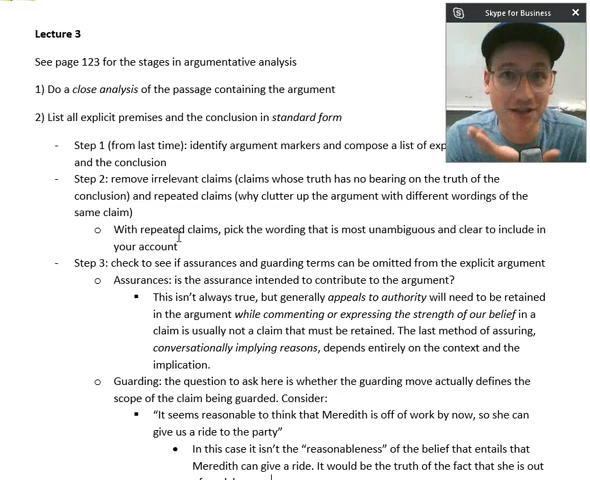 Skype for Business
Lecture 3
See page 123 for the stages in argumentative analysis
1) Do a close analysis of the passage containing the argument
2) List all explicit premises and the conclusion in standard form
- Step 1 (from last time): identify argument markers and compose a list of exp
and the conclusion
- Step 2: remove irrelevant claims (claims whose truth has no bearing on the truth of the
conclusion) and repeated claims (why clutter up the argument with different wordings of the
same claim)
o With repeated claims, pick the wording that is most unambiguous and clear to include in
your account
- Step 3: check to see if assurances and guarding terms can be omitted from the explicit argument
o Assurances: is the assurance intended to contribute to the argument?
▪ This isn't always true, but generally appeals to authority will need to be retained
in the argument while commenting or expressing the strength of our belief in a
claim is usually not a claim that must be retained. The last method of assuring,
conversationally implying reasons, depends entirely on the context and the
implication.
o Guarding: the question to ask here is whether the guarding move actually defines the
scope of the claim being guarded. Consider:
▪ "It seems reasonable to think that Meredith is off of work by now, so she can
give us a ride to the party"
• In this case it isn't the "reasonableness" of the belief that entails that
Meredith can give a ride. It would be the truth of the fact that she is out